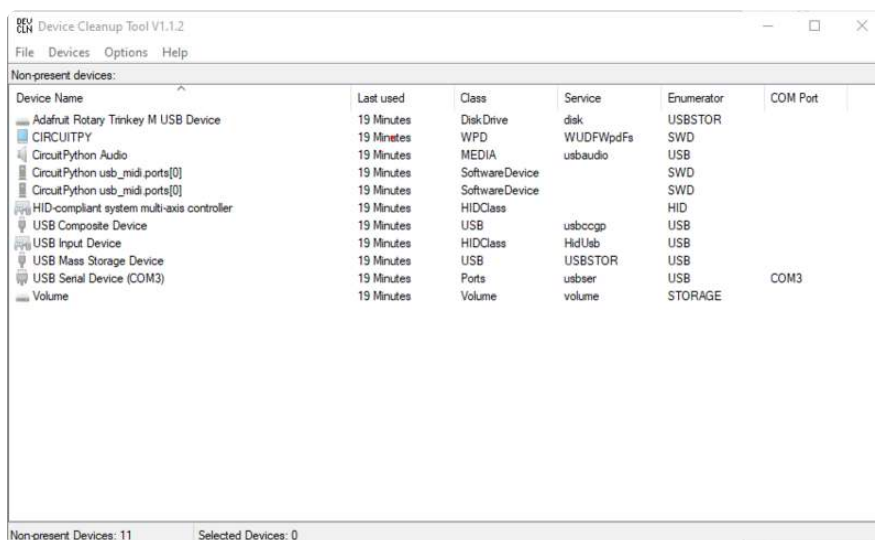 DEV CLN Device Cleanup Tool V1.1.2
File Devices Options Help
Non-present devices:
Device Name Last used Class Service Enumerator COM Port
Adafruit Rotary Trinkey M USB Device 19 Minutes DiskDrive disk USBSTOR
CIRCUITPY 19 Minetes WPD WUDFWpdFs SWD
CircuitPython Audio 19 Minutes MEDIA usbaudio USB
CircuitPython usb_midi.ports[0] 19 Minutes SoftwareDevice SWD
CircuitPython usb_midi.ports[0] 19 Minutes SoftwareDevice SWD
HID-compliant system multi-axis controller 19 Minutes HIDClass HID
USB Composite Device 19 Minutes USB usbccgp USB
USB Input Device 19 Minutes HIDClass HidUsb USB
USB Mass Storage Device 19 Minutes USB USBSTOR USB
USB Serial Device (COM3) 19 Minutes Ports usbser USB COM3
Volume 19 Minutes Volume volume STORAGE
Non-present Devices: 11 Selected Devices: 0